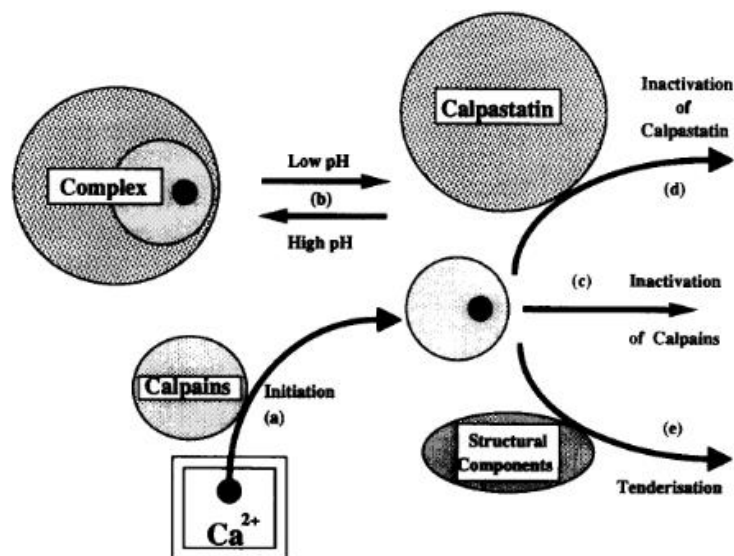 Complex
Low pH
(b)
High pH
Calpastatin
Inactivation
of
Calpastatin
(d)
(c) Inactivation
of Calpains
Calpains
Initiation
(a)
Ca2+
Structural
Components
(e)
Tenderisation